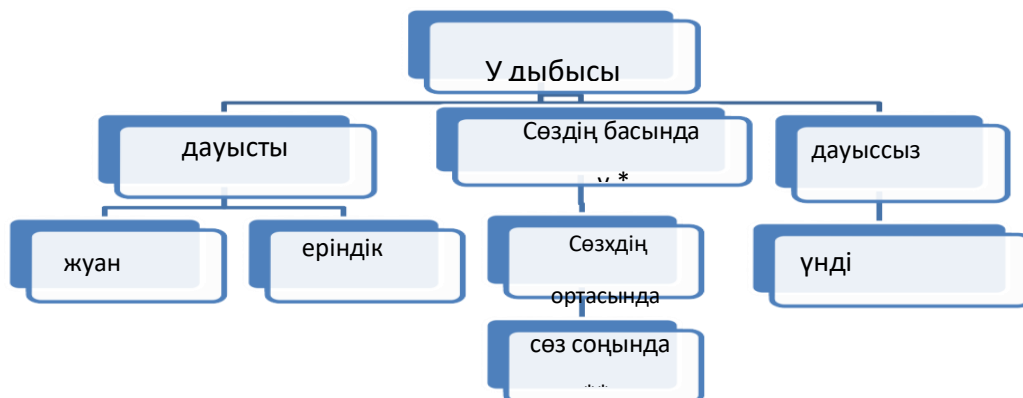 У дыбысы
дауысты
Сөздің басында
у *
дауыссыз
жуан
еріндік
Сөзхдің
ортасында
үнді
сөз соңында
**